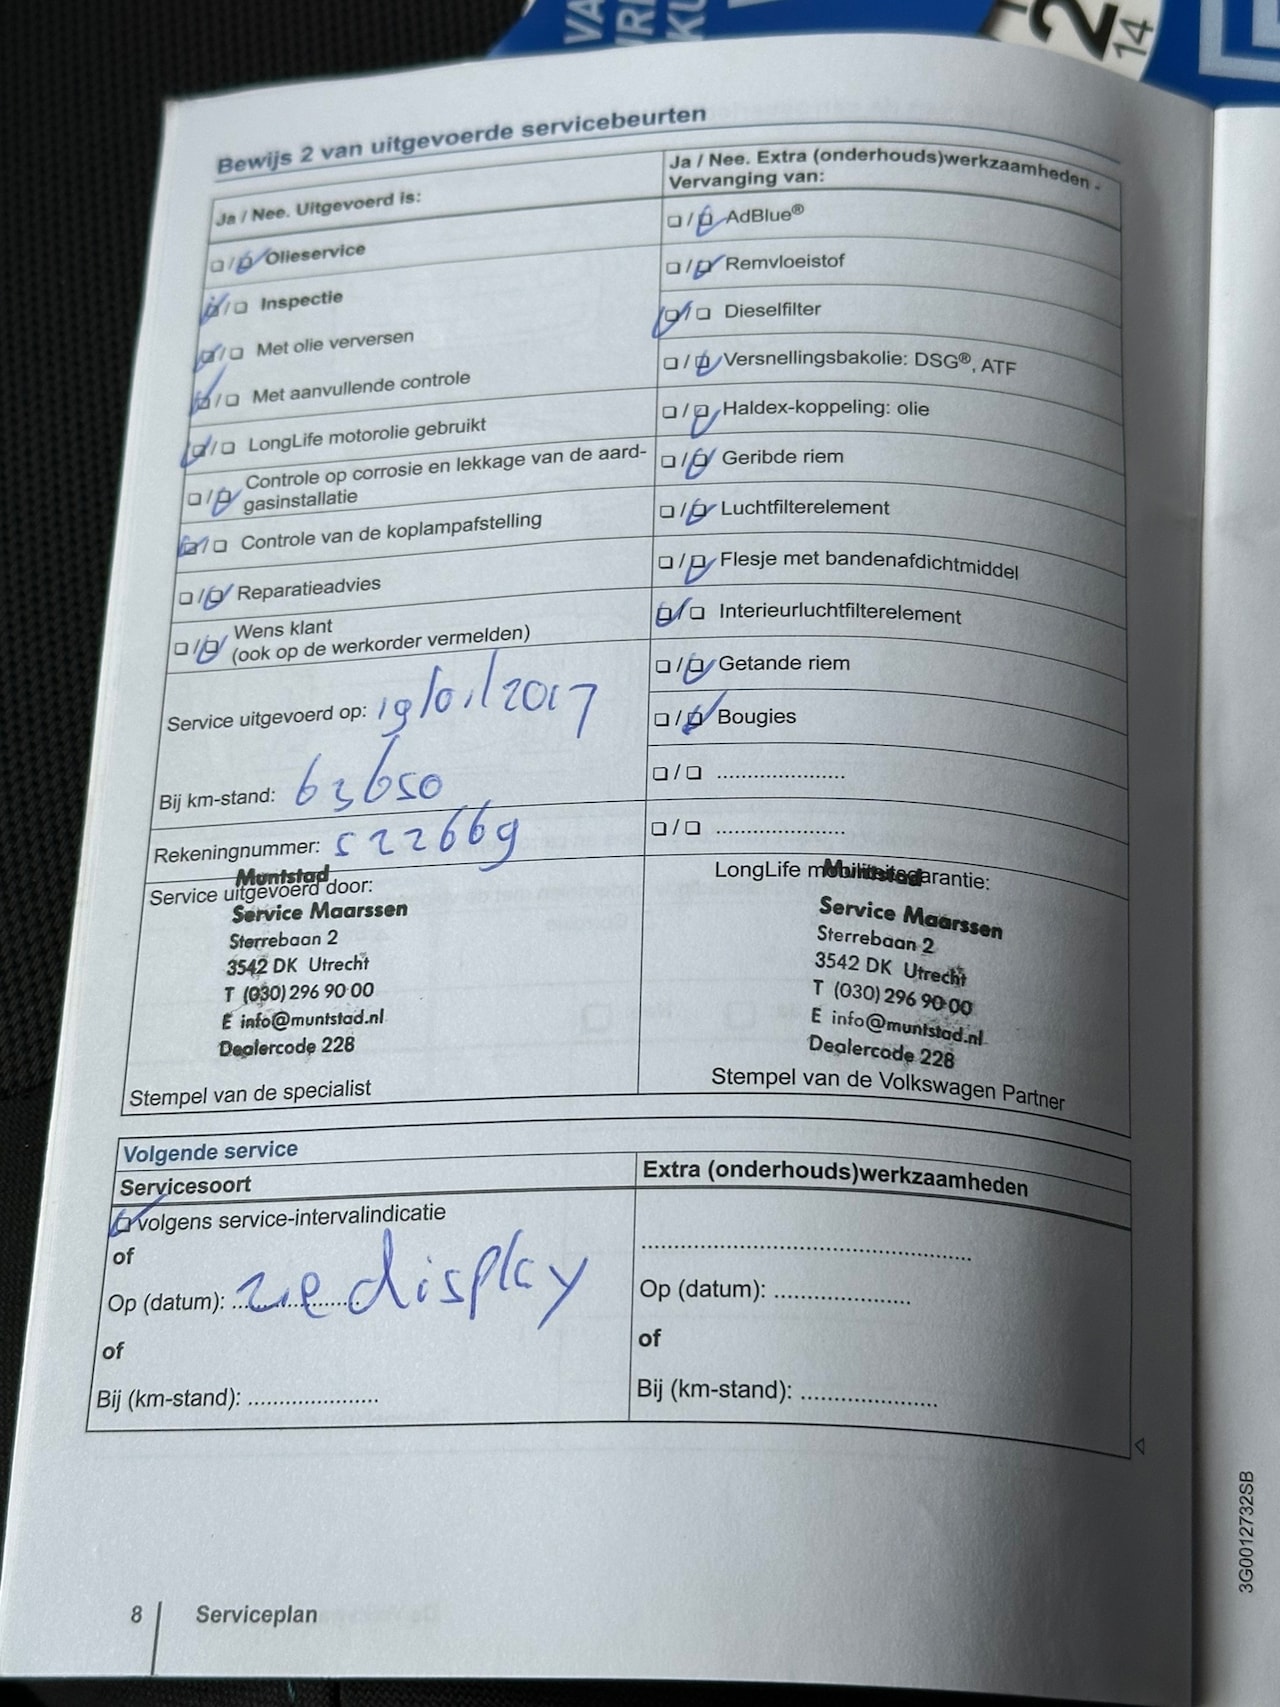 2
14
Bewijs 2 van uitgevoerde servicebeurten
Ja / Nee. Uitgevoerd is:
❑ / ❑ Olieservice
❑ / ❑ Inspectie
❑ / ❑ Met olie verversen
❑ / ❑ Met aanvullende controle
❑ / ❑ LongLife motorolie gebruikt
❑ / ❑ Controle op corrosie en lekkage van de aard-
gasinstallatie
❑ / ❑ Controle van de koplampafstelling
❑ / ❑ Reparatieadvies
❑ / ❑ Wens klant
(ook op de werkorder vermelden)
Service uitgevoerd op: 19/01/2017
Bij km-stand: 63650
Rekeningnummer: 522669
Service uitgevoerd door:
Muntstad
Service Maarssen
Sterrebaan 2
3542 DK Utrecht
T (030) 296 90 00
E info@muntstad.nl
Dealercode 228
Stempel van de specialist
Ja / Nee. Extra (onderhouds)werkzaamheden -
Vervanging van:
❑ / ❑ AdBlue®
❑ / ❑ Remvloeistof
❑ / ❑ Dieselfilter
❑ / ❑ Versnellingsbakolie: DSG®, ATF
❑ / ❑ Haldex-koppeling: olie
❑ / ❑ Geribde riem
❑ / ❑ Luchtfilterelement
❑ / ❑ Flesje met bandenafdichtmiddel
❑ / ❑ Interieurluchtfilterelement
❑ / ❑ Getande riem
❑ / ❑ Bougies
❑ / ❑ .....................
❑ / ❑ .....................
LongLife mobiliteitsgarantie:
Muntstad
Service Maarssen
Sterrebaan 2
3542 DK Utrecht
T (030) 296 90 00
E info@muntstad.nl
Dealercode 228
Stempel van de Volkswagen Partner
Volgende service
Servicesoort
❑ volgens service-intervalindicatie
of
Op (datum): zie display
of
Bij (km-stand): .....................
Extra (onderhouds)werkzaamheden
.....................................................
Op (datum): .....................
of
Bij (km-stand): .....................
8 Serviceplan
3G0012732SB